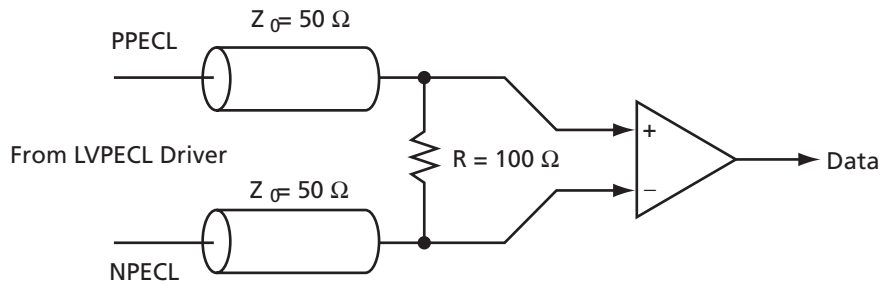 Z 0= 50 Ω
PPECL
From LVPECL Driver
R = 100 Ω
+
−
Data
Z 0= 50 Ω
NPECL